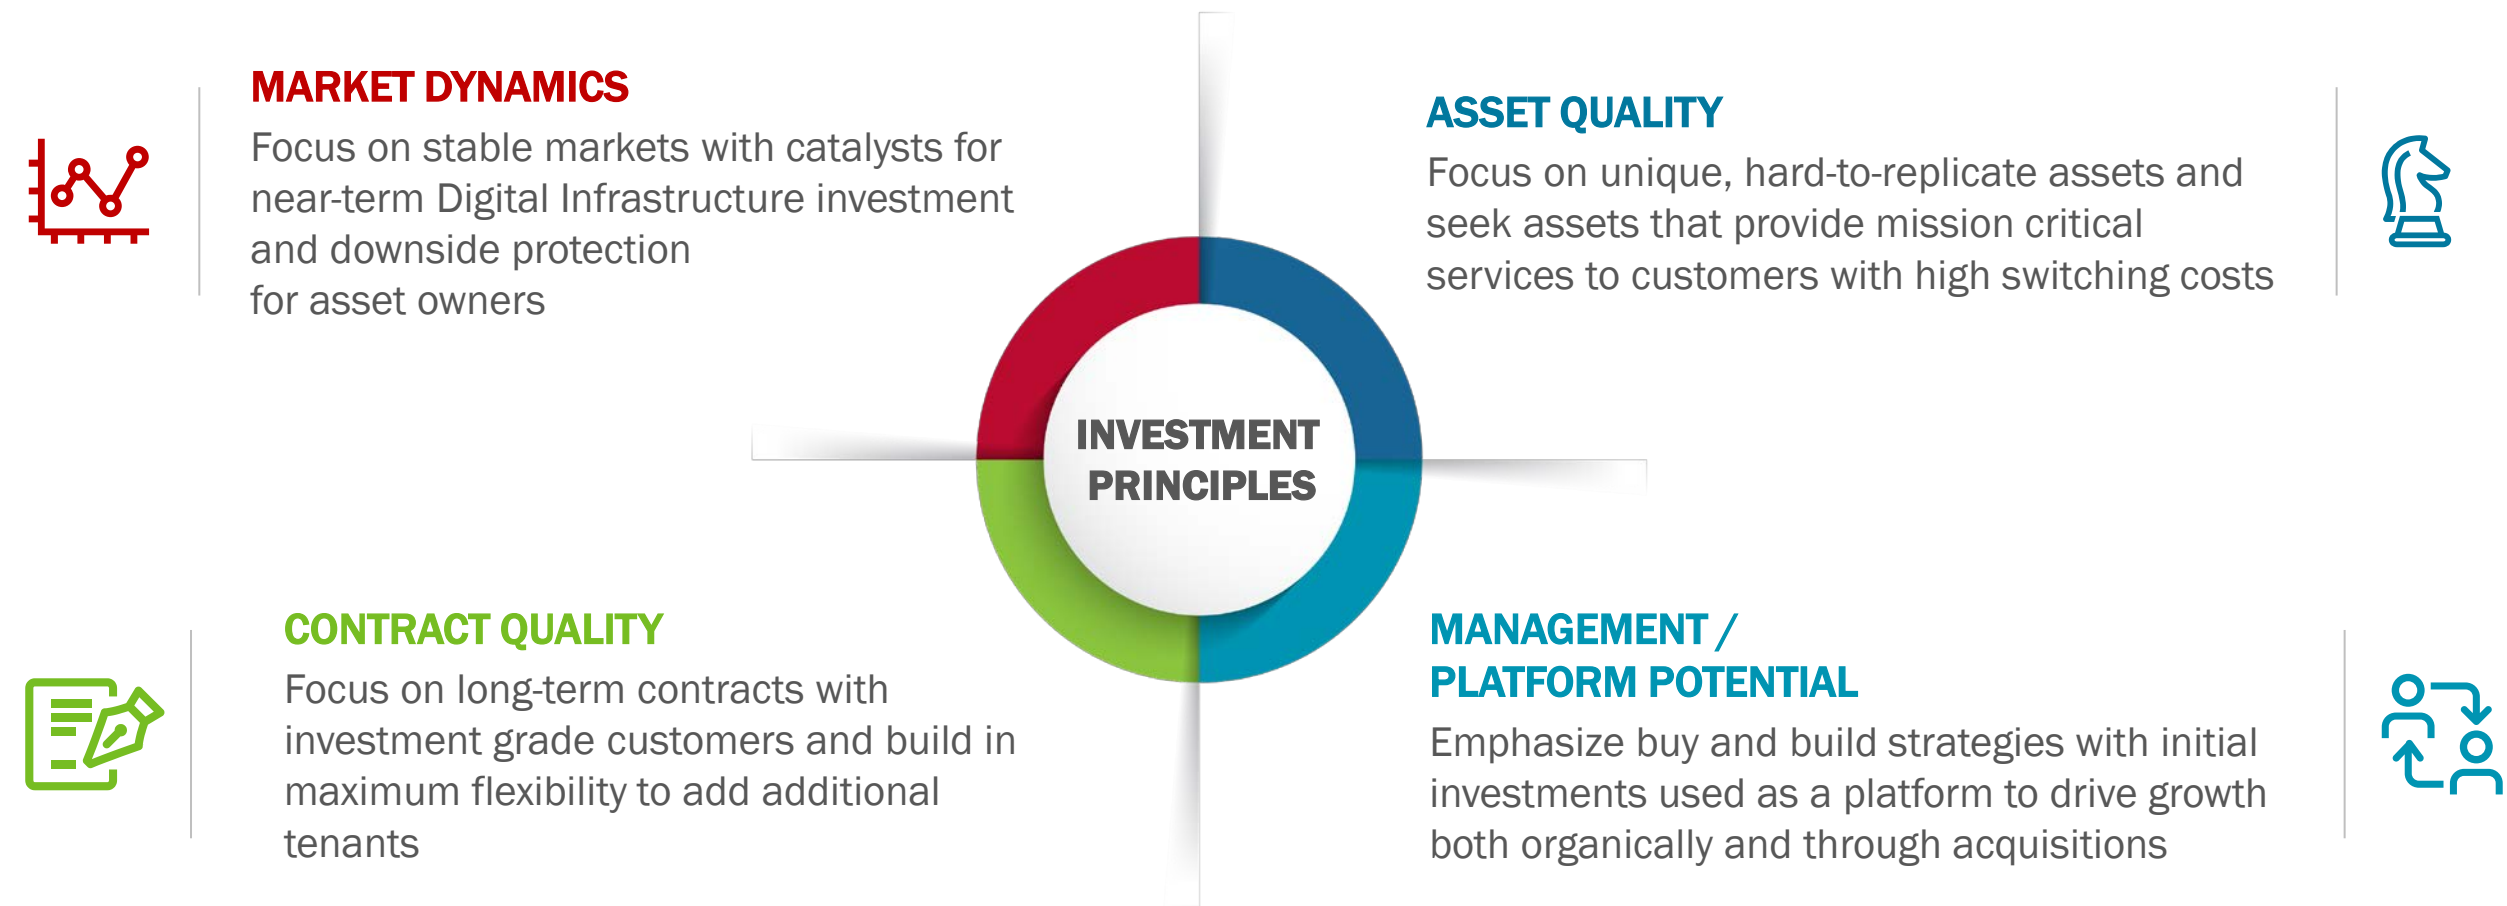 MARKET DYNAMICS
Focus on stable markets with catalysts for
near-term Digital Infrastructure investment
and downside protection
for asset owners
ASSET QUALITY
Focus on unique, hard-to-replicate assets and
seek assets that provide mission critical
services to customers with high switching costs
INVESTMENT
PRINCIPLES
CONTRACT QUALITY
Focus on long-term contracts with
investment grade customers and build in
maximum flexibility to add additional
tenants
MANAGEMENT /
PLATFORM POTENTIAL
Emphasize buy and build strategies with initial
investments used as a platform to drive growth
both organically and through acquisitions